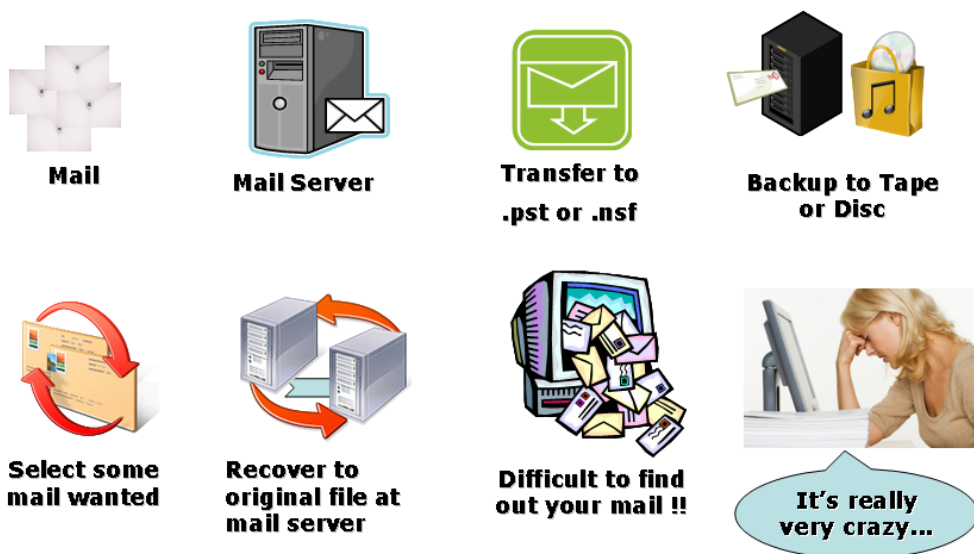 Mail
Mail Server
Transfer to
.pst or .nsf
Backup to Tape
or Disc
Select some
mail wanted
Recover to
original file at
mail server
Difficult to find
out your mail !!
It's really
very crazy...